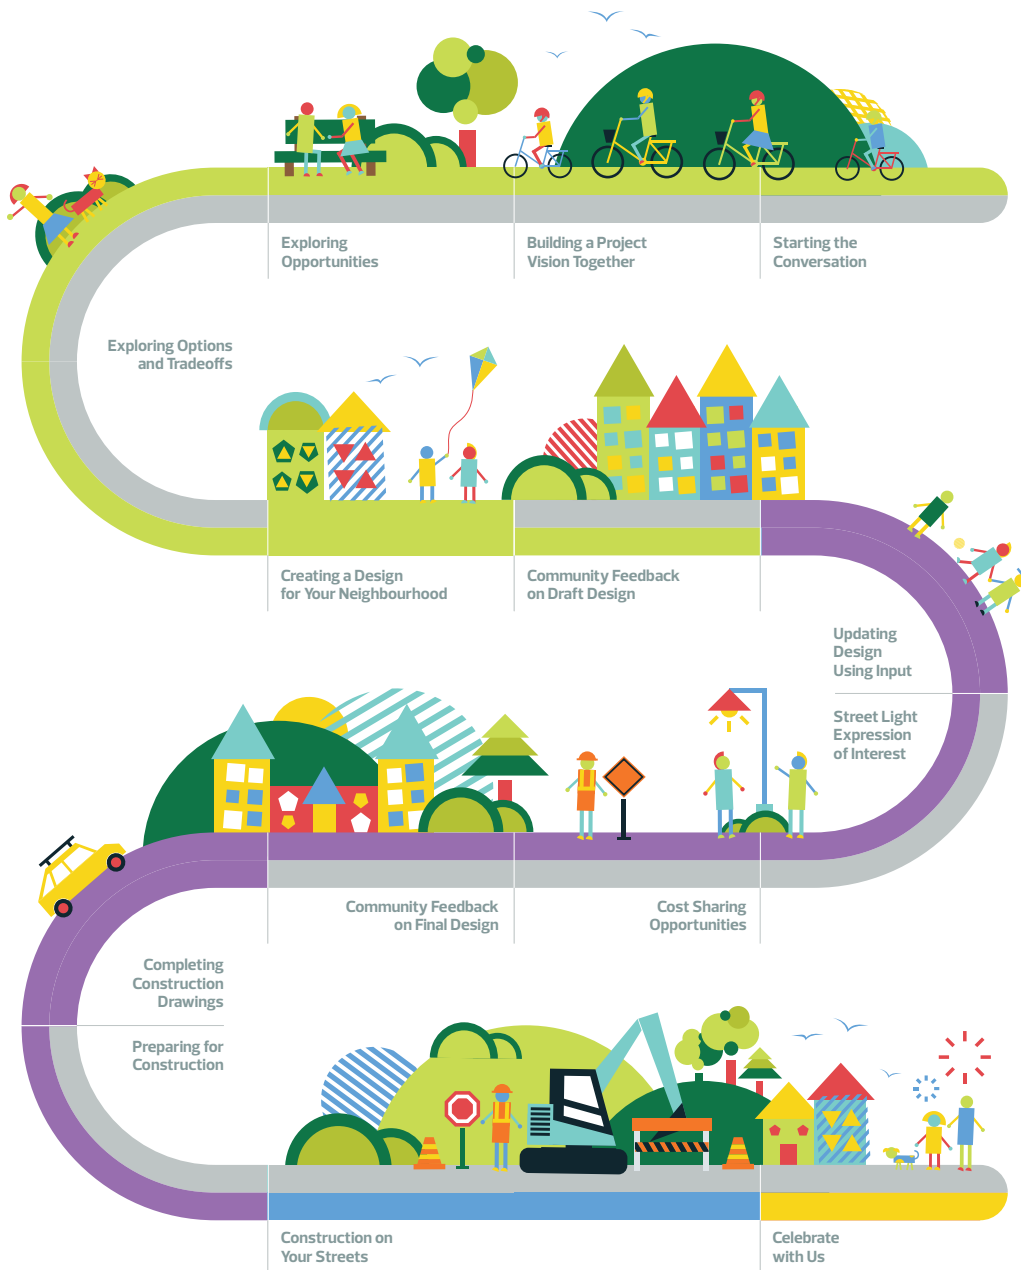 Exploring
Opportunities
Building a Project
Vision Together
Starting the
Conversation
Exploring Options
and Tradeoffs
Creating a Design
for Your Neighbourhood
Community Feedback
on Draft Design
Updating
Design
Using Input
Street Light
Expression
of Interest
Community Feedback
on Final Design
Cost Sharing
Opportunities
Completing
Construction
Drawings
Preparing for
Construction
Construction on
Your Streets
Celebrate
with Us